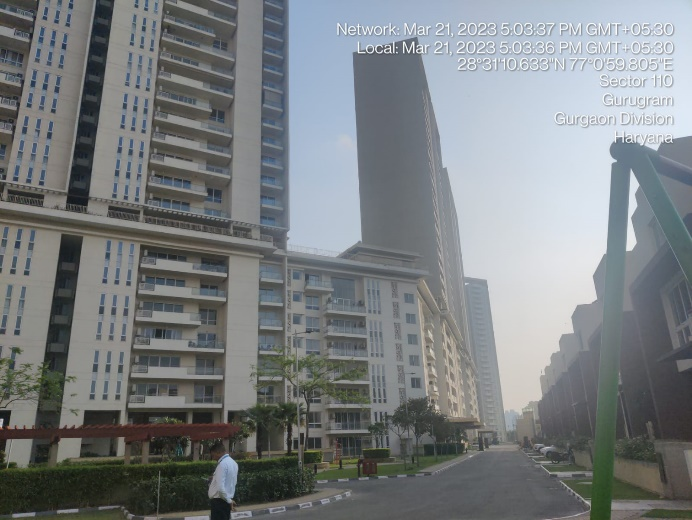 Network: Mar 21, 2023 5:03:37 PM GMT+05:30
Local: Mar 21, 2023 5:03:36 PM GMT+05:30
28°31'10.633"N 77°0'59.805"E
Sector 110
Gurugram
Gurgaon Division
Haryana